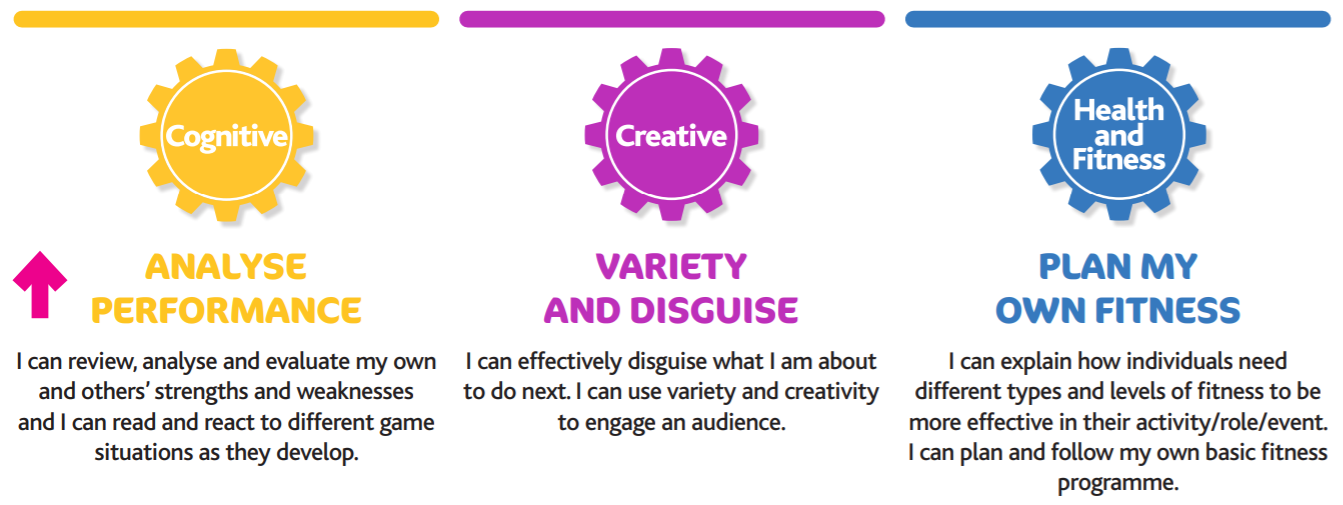 Cognitive
ANALYSE
PERFORMANCE
I can review, analyse and evaluate my own
and others’ strengths and weaknesses
and I can read and react to different game
situations as they develop.
Creative
VARIETY
AND DISGUISE
I can effectively disguise what I am about
to do next. I can use variety and creativity
to engage an audience.
Health
and
Fitness
PLAN MY
OWN FITNESS
I can explain how individuals need
different types and levels of fitness to be
more effective in their activity/role/event.
I can plan and follow my own basic fitness
programme.